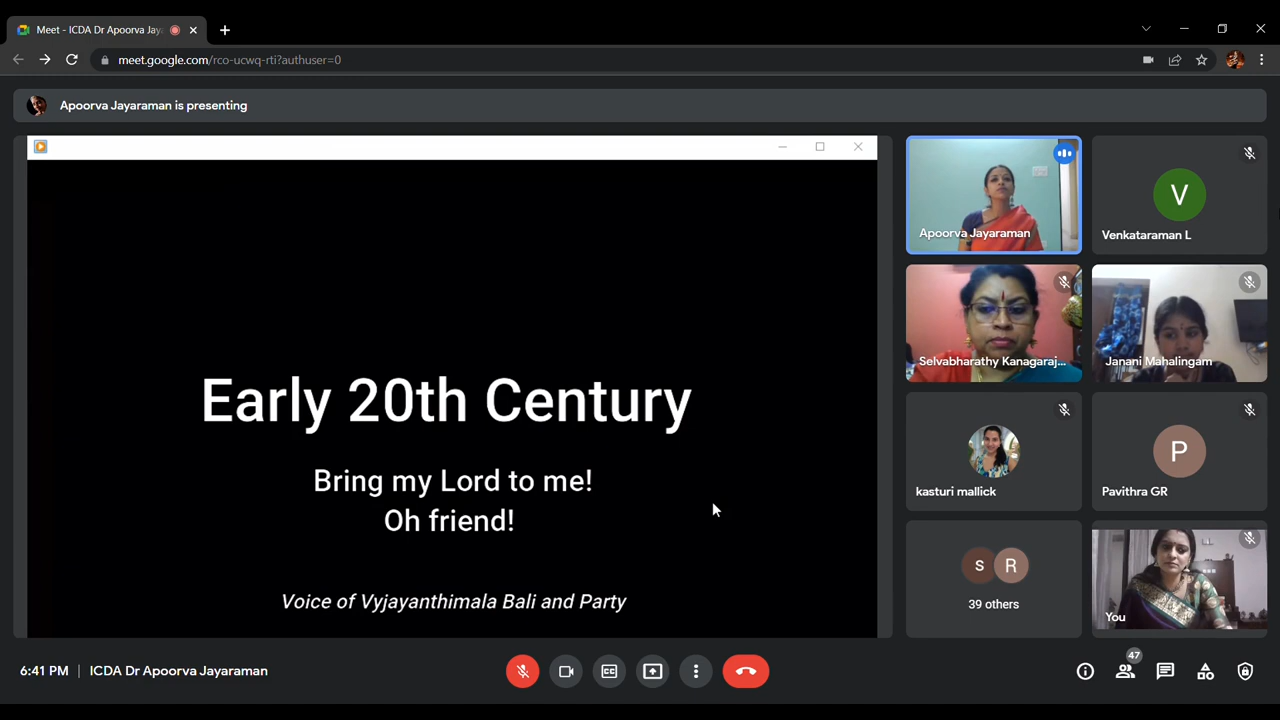 Meet - ICDA Dr Apoorva Jay
meet.google.com/rco-ucwq-rti?authuser=0
Apoorva Jayaraman is presenting
Early 20th Century
Bring my Lord to me!
Oh friend!
Voice of Vyjayanthimala Bali and Party
Apoorva Jayaraman
V
Venkataraman L
Selvabharathy Kanagaraj...
Janani Mahalingam
kasturi mallick
P
Pavithra GR
S R
39 others
You
6:41 PM | ICDA Dr Apoorva Jayaraman
CC
47